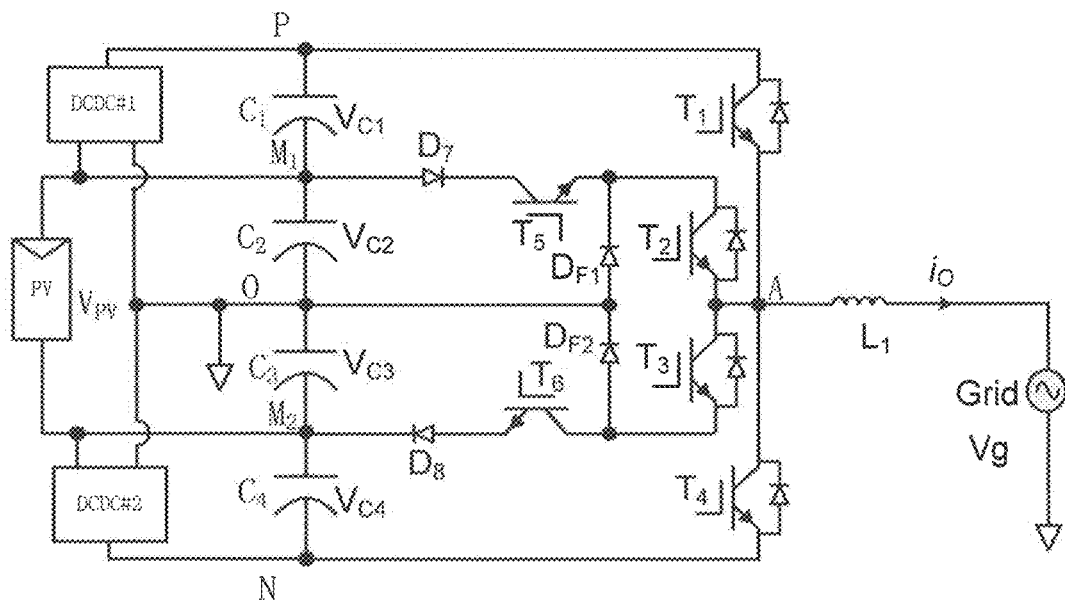 P
DCDC#1
C1
VC1
T1
M1
D7
T5
T2
C2
VC2
DF1
PV
VPV
O
A
iO
L1
DF2
C3
VC3
T6
T3
Grid
Vg
M2
D8
DCDC#2
C4
VC4
T4
N